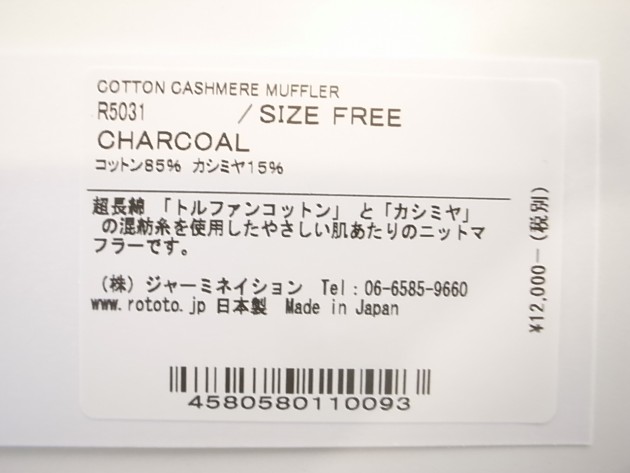 COTTON CASHMERE MUFFLER
R5031 /SIZE FREE
CHARCOAL
コットン85% カシミヤ15%
超長綿 「トルファンコットン」 と 「カシミヤ」
の混紡糸を使用したやさしい肌あたりのニットマ
フラーです。
(株) ジャーミネイション Tel:06-6585-9660
www.rototo.jp 日本製 Made in Japan
4580580110093
¥12,000-(税別)